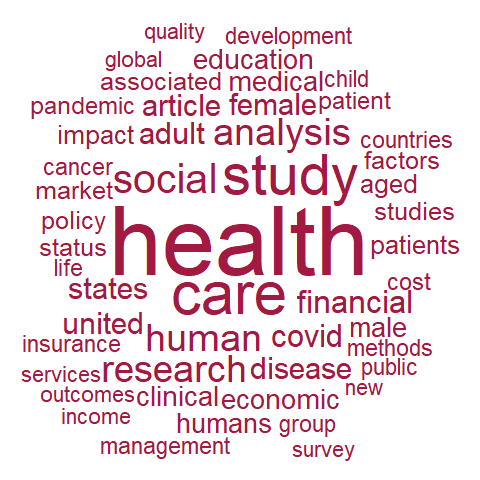 quality
development
global
education
associated
medical
child
pandemic
article
female
patient
impact
adult
analysis
countries
cancer
social
study
factors
market
aged
policy
health
studies
status
patients
life
states
care
cost
financial
united
human
covid
male
insurance
methods
services
research
disease
public
outcomes
clinical
economic
new
income
humans
group
management
survey